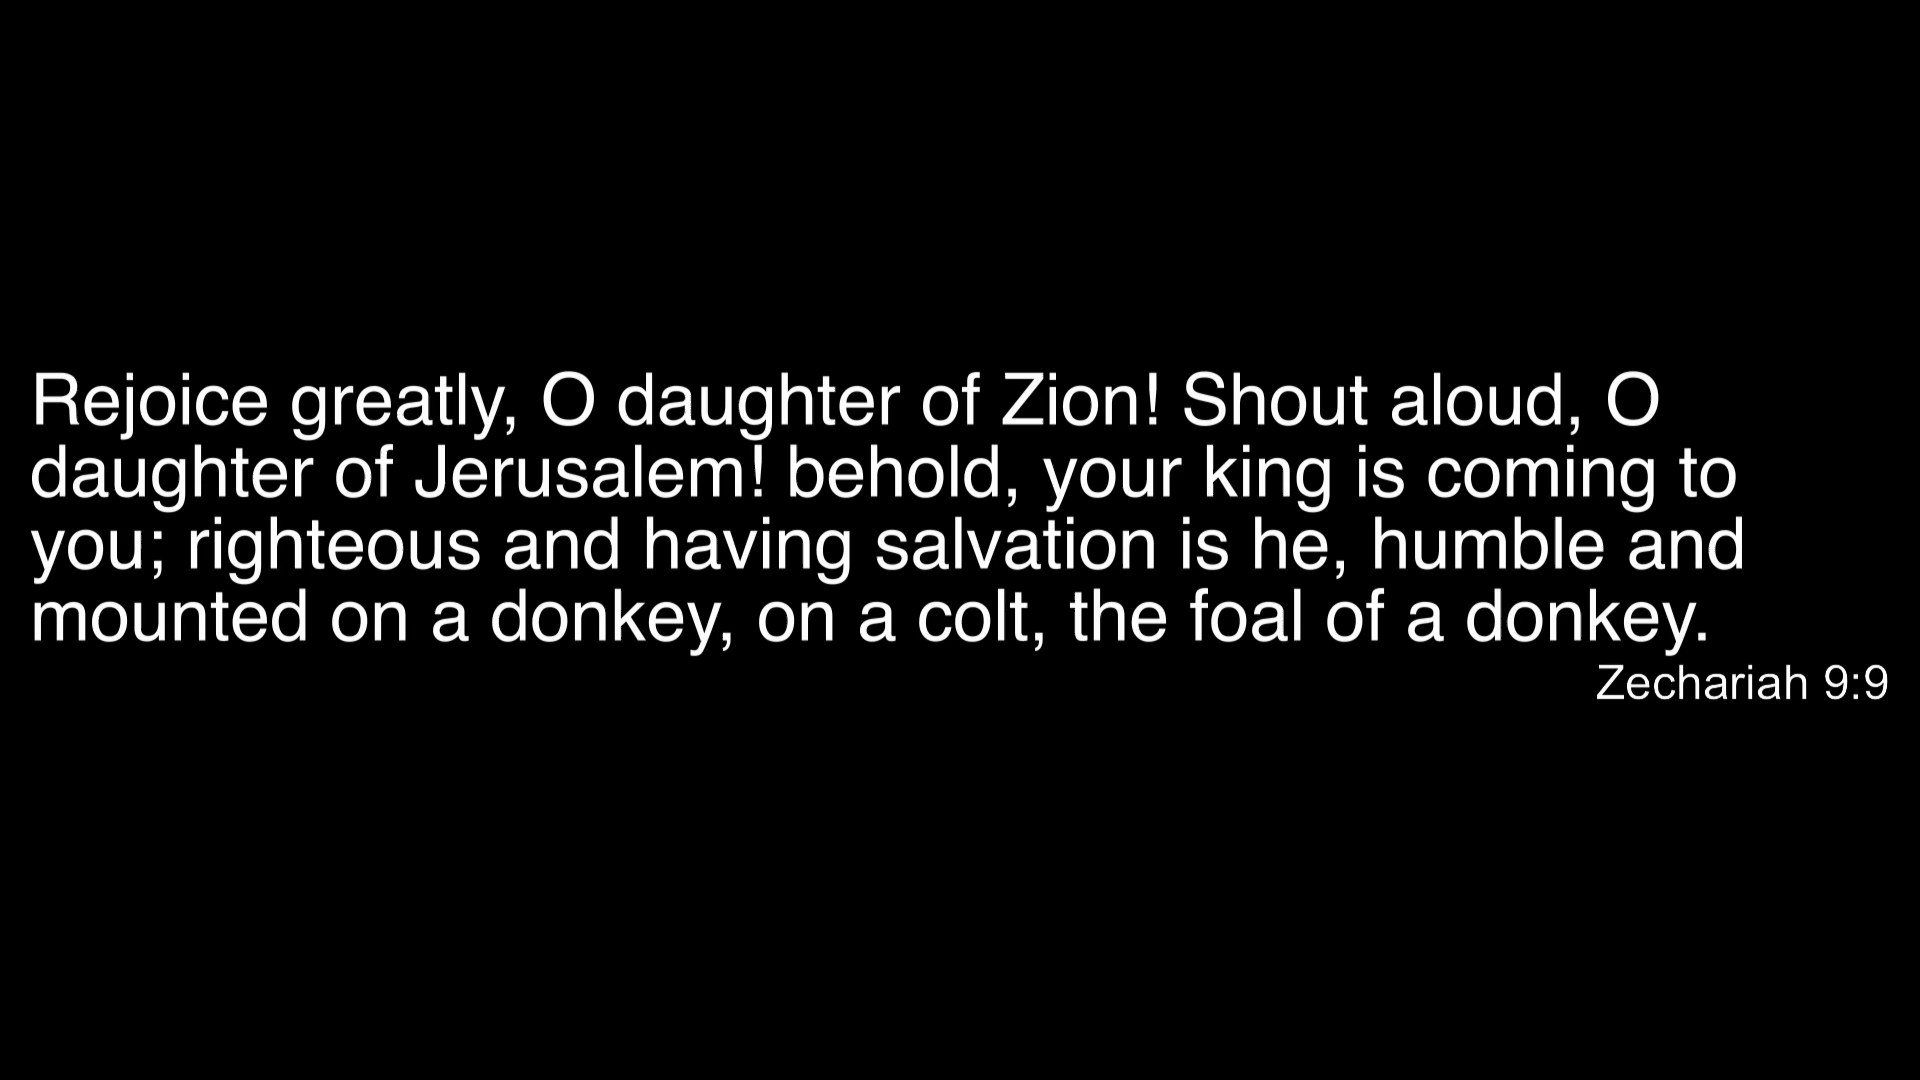 Rejoice greatly, O daughter of Zion! Shout aloud, O
daughter of Jerusalem! behold, your king is coming to
you; righteous and having salvation is he, humble and
mounted on a donkey, on a colt, the foal of a donkey.
Zechariah 9:9